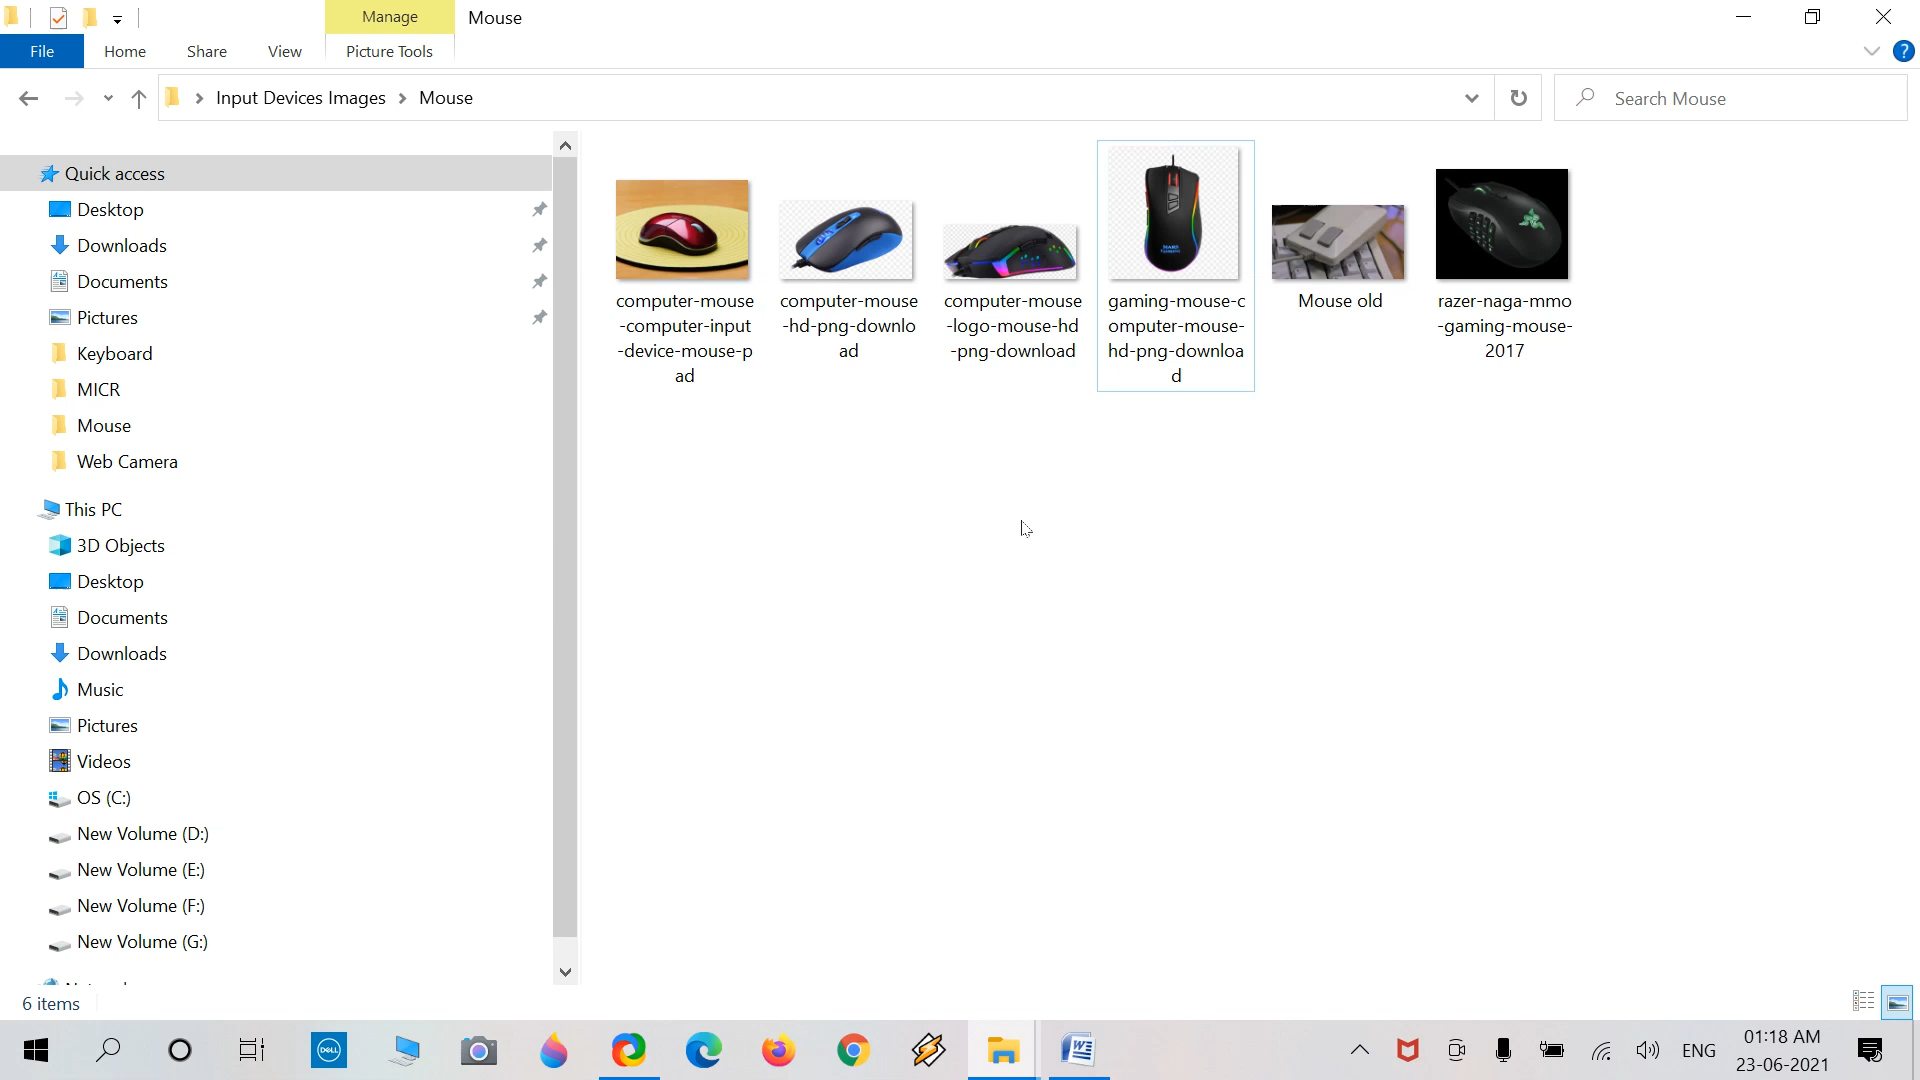 Manage
Mouse
File
Home
Share
View
Picture Tools
?
Input Devices Images
Mouse
Search Mouse
Quick access
Desktop
Downloads
Documents
Pictures
Keyboard
MICR
Mouse
Web Camera
This PC
3D Objects
Desktop
Documents
Downloads
Music
Pictures
Videos
OS (C:)
New Volume (D:)
New Volume (E:)
New Volume (F:)
New Volume (G:)
computer-mouse
-computer-input
-device-mouse-p
ad
computer-mouse
-hd-png-downlo
ad
computer-mouse
-logo-mouse-hd
-png-download
gaming-mouse-c
omputer-mouse-
hd-png-downloa
d
Mouse old
razer-naga-mmo
-gaming-mouse-
2017
6 items
DELL
W
ENG
01:18 AM
23-06-2021